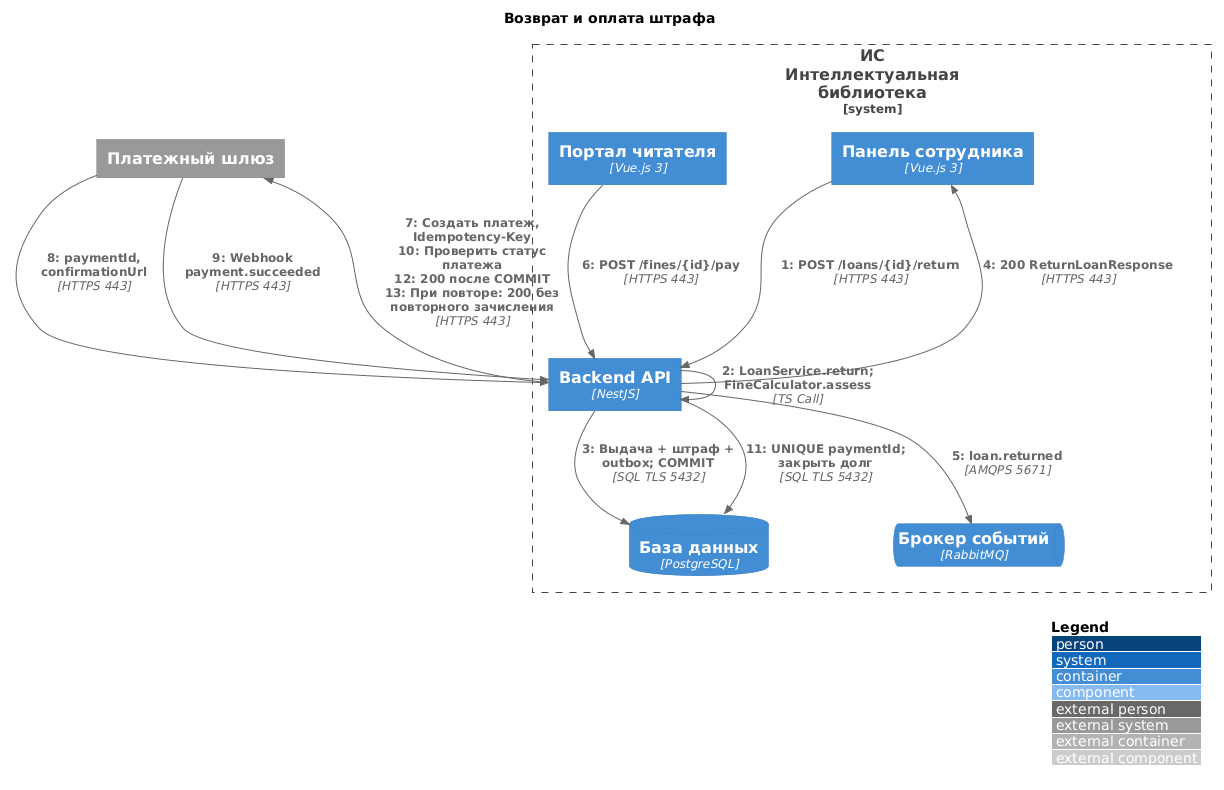 Возврат и оплата штрафа
ИС
Интеллектуальная
библиотека
[system]
Платежный шлюз
Портал читателя
[Vue.js 3]
Панель сотрудника
[Vue.js 3]
8: paymentId,
confirmationUrl
[HTTPS 443]
9: Webhook
payment.succeeded
[HTTPS 443]
7: Создать платеж,
Idempotency-Key
10: Проверить статус
платежа
12: 200 после COMMIT
13: При повторе: 200 без
повторного зачисления
[HTTPS 443]
6: POST /fines/{id}/pay
[HTTPS 443]
1: POST /loans/{id}/return
[HTTPS 443]
4: 200 ReturnLoanResponse
[HTTPS 443]
Backend API
[NestJS]
2: LoanService.return;
FineCalculator.assess
[TS Call]
3: Выдача + штраф +
outbox; COMMIT
[SQL TLS 5432]
11: UNIQUE paymentId;
закрыть долг
[SQL TLS 5432]
5: loan.returned
[AMQPS 5671]
База данных
[PostgreSQL]
Брокер событий
[RabbitMQ]
Legend
person
system
container
component
external person
external system
external container
external component